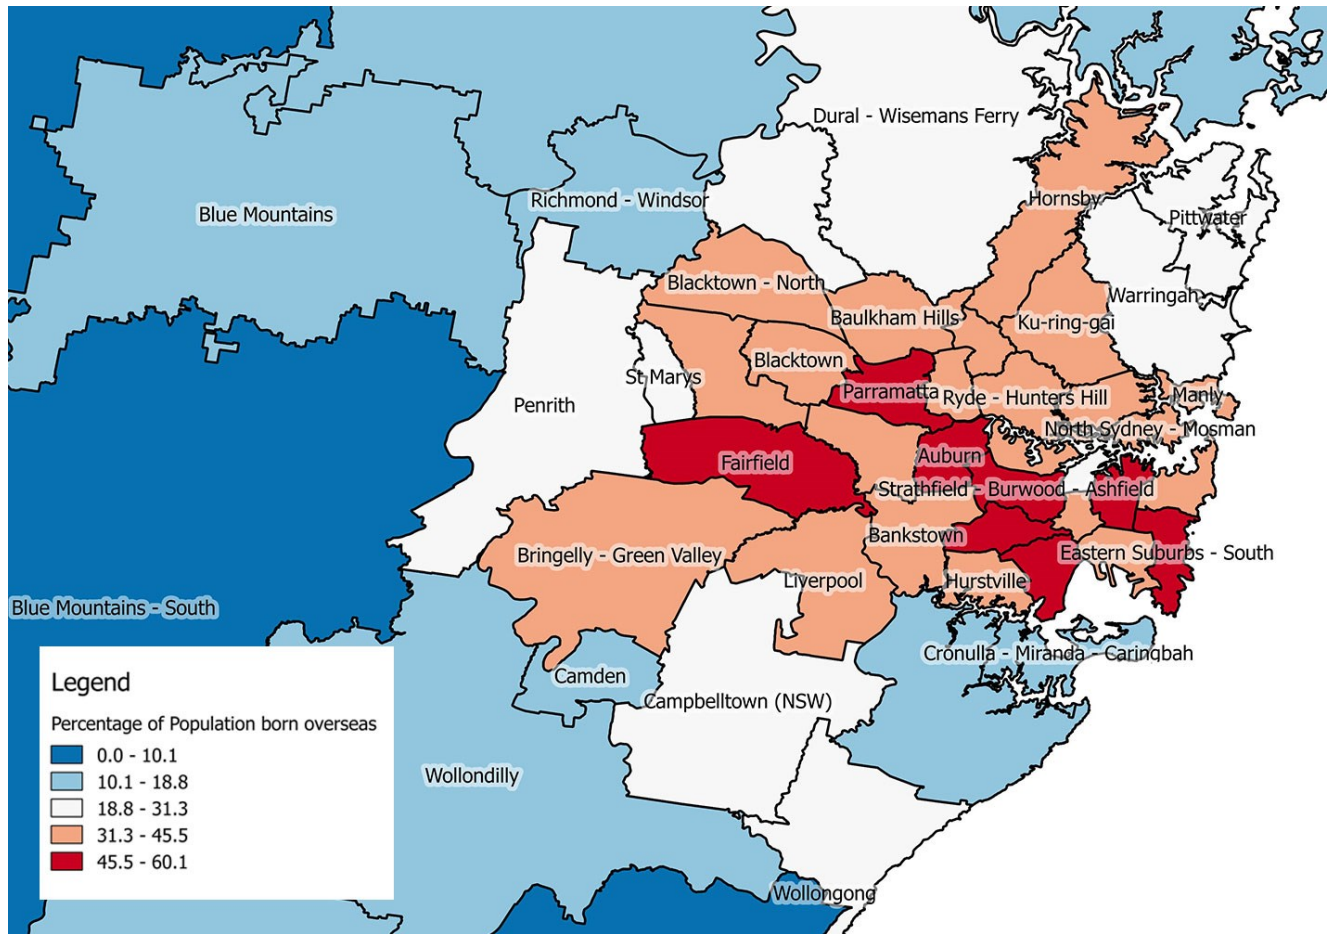 Dural - Wisemans Ferry
Hornsby
Richmond - Windsor
Blue Mountains
Pittwater
Blacktown - North
Warringah
Baulkham Hills
Ku-ring-gai
Blacktown
St Marys
Parramatta
Ryde - Hunters Hill
Manly
Penrith
North Sydney - Mosman
Auburn
Fairfield
Strathfield - Burwood - Ashfield
Bankstown
Bringelly - Green Valley
Eastern Suburbs - South
Liverpool
Hurstville
Blue Mountains - South
Cronulla - Miranda - Caringbah
Camden
Campbelltown (NSW)
Wollondilly
Wollongong
Legend
Percentage of Population born overseas
0.0 - 10.1
10.1 - 18.8
18.8 - 31.3
31.3 - 45.5
45.5 - 60.1